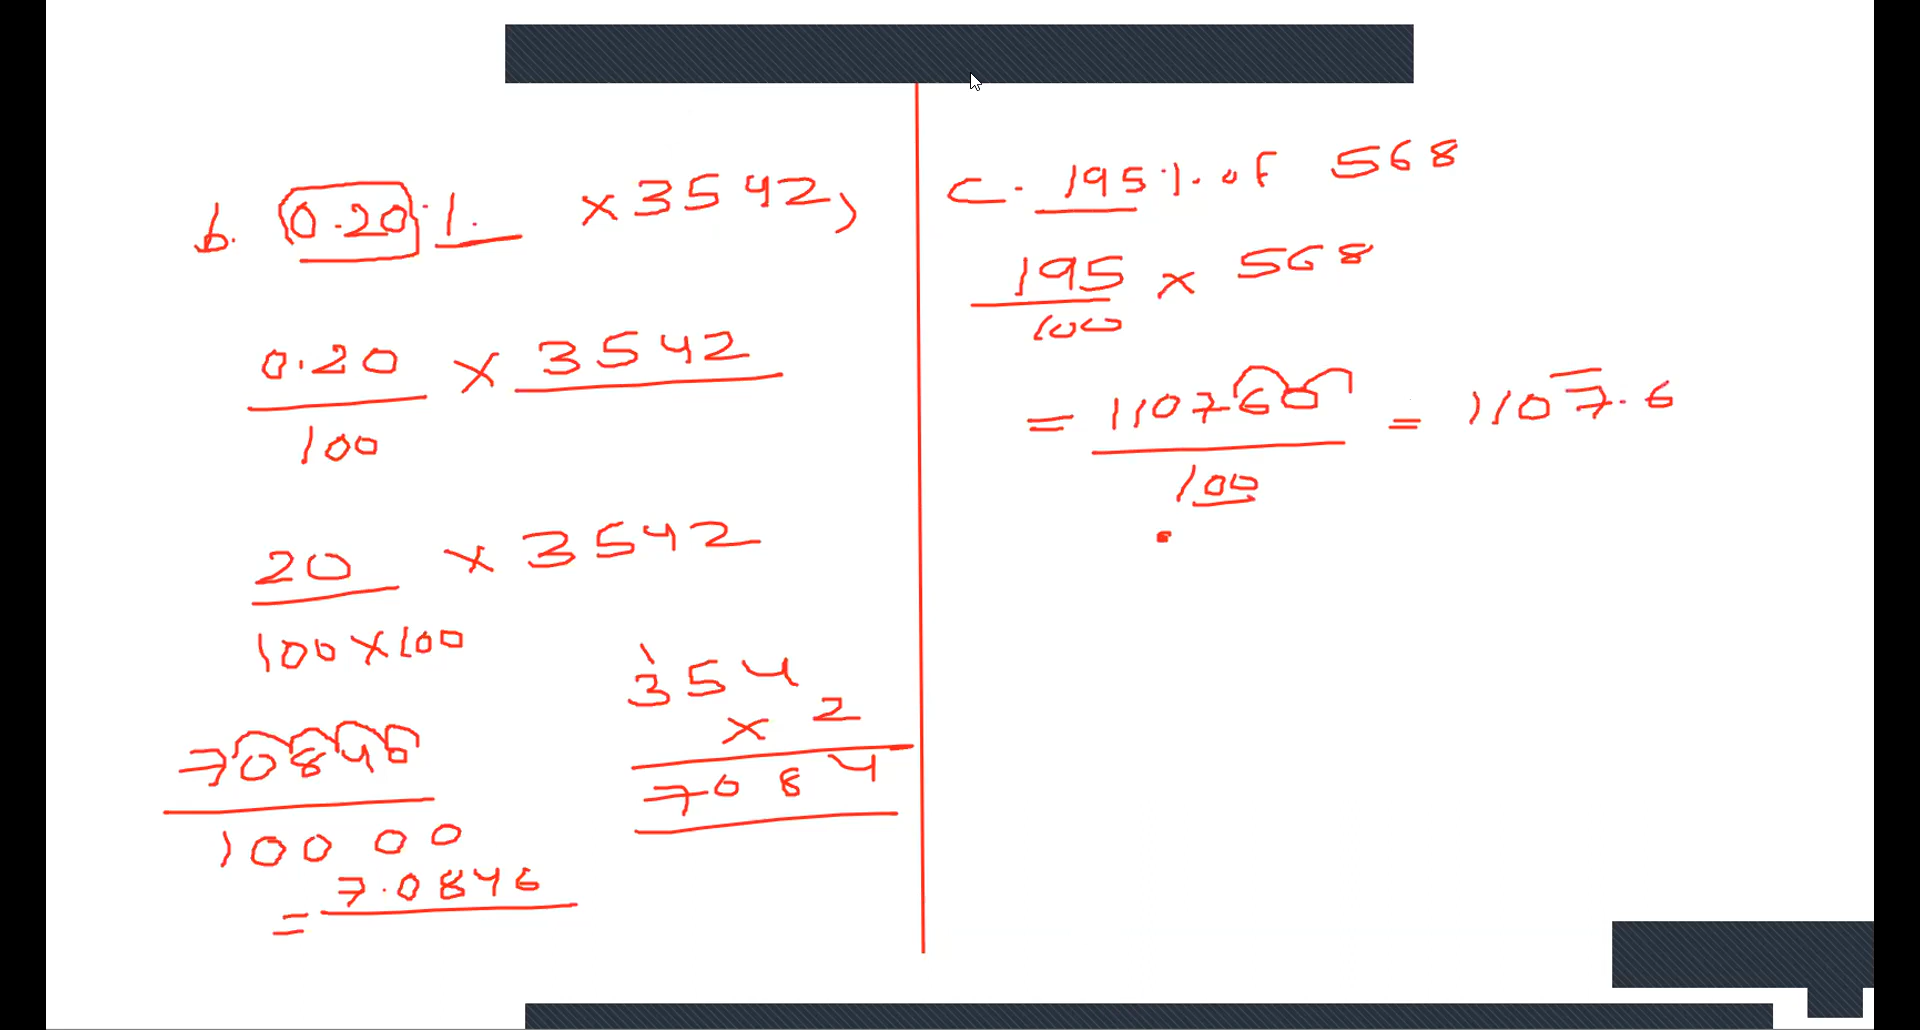 b. 0.20 % × 3542,
0.20 × 3542
100
20 × 3542
100×100
1
354
× 2
7084
70840
10000
= 7.0846
c. 195% of 568
195 × 568
100
= 110760 = 1107.6
100